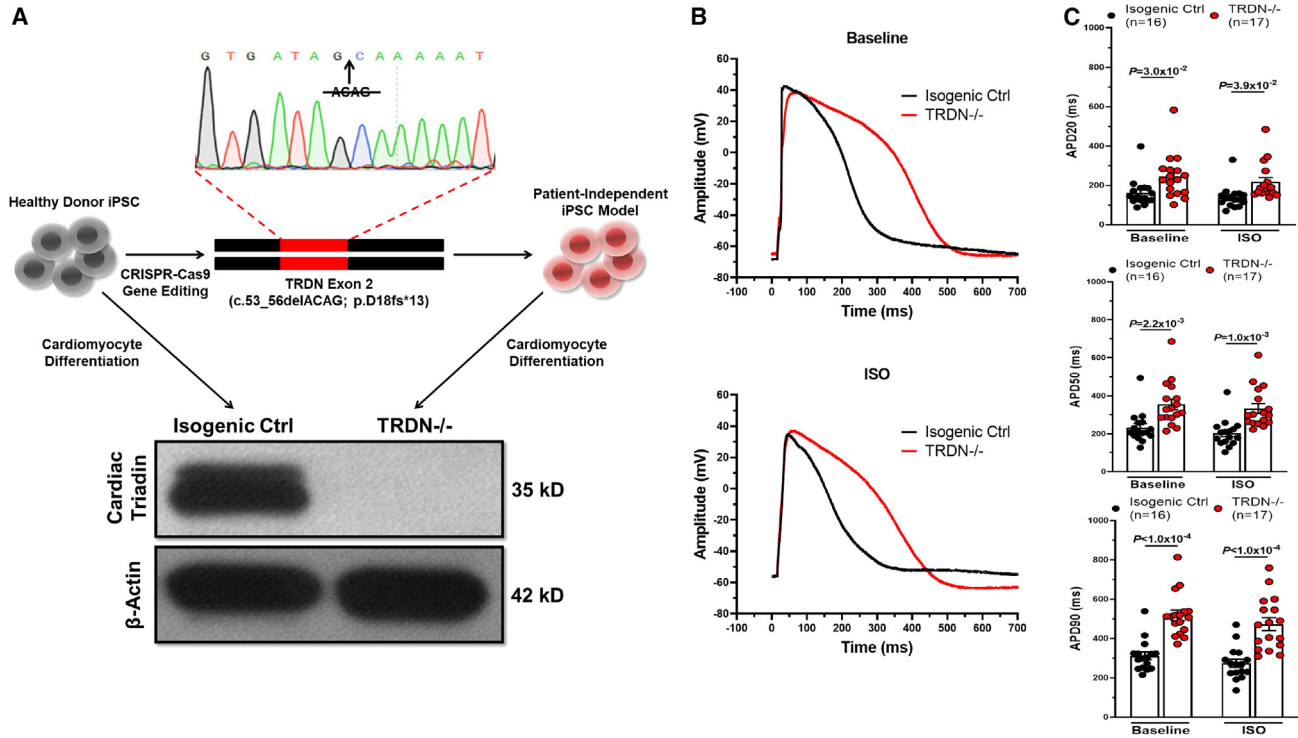 A
G T G A T A G C A A A A A T
ACAG
Healthy Donor iPSC
Patient-Independent
iPSC Model
CRISPR-Cas9
Gene Editing
TRDN Exon 2
(c.53_56delACAG; p.D18fs*13)
Cardiomyocyte
Differentiation
Cardiomyocyte
Differentiation
Isogenic Ctrl
TRDN-/-
Cardiac
Triadin
35 kD
β-Actin
42 kD
B
Baseline
Isogenic Ctrl
TRDN-/-
Amplitude (mV)
80
60
40
20
0
-20
-40
-60
-80
-100 0 100 200 300 400 500 600 700
Time (ms)
ISO
Isogenic Ctrl
TRDN-/-
Amplitude (mV)
80
60
40
20
0
-20
-40
-60
-80
-100 0 100 200 300 400 500 600 700
Time (ms)
C
Isogenic Ctrl
(n=16)
TRDN-/-
(n=17)
P=3.0x10-2
P=3.9x10-2
APD20 (ms)
1000
800
600
400
200
0
Baseline
ISO
Isogenic Ctrl
(n=16)
TRDN-/-
(n=17)
P=2.2x10-3
P=1.0x10-3
APD50 (ms)
1000
800
600
400
200
0
Baseline
ISO
Isogenic Ctrl
(n=16)
TRDN-/-
(n=17)
P<1.0x10-4
P<1.0x10-4
APD90 (ms)
1000
800
600
400
200
0
Baseline
ISO